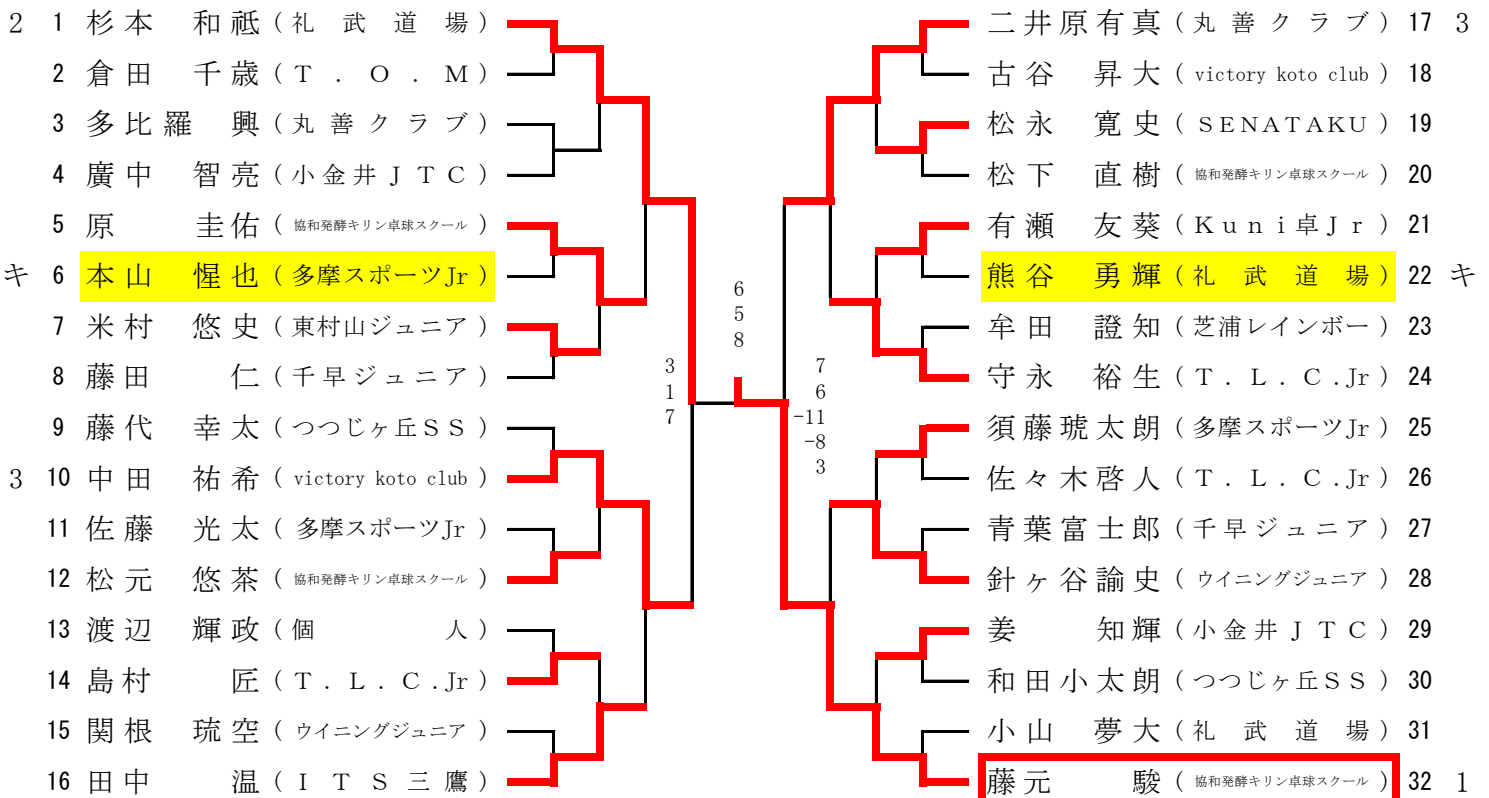 2 1 杉本 和祗(礼武道場)
2 倉田 千歳(T.O.M)
3 多比羅 興(丸善クラブ)
4 廣中 智亮(小金井JTC)
5 原 圭佑(協和発酵キリン卓球スクール)
キ 6 本山 惺也(多摩スポーツJr)
7 米村 悠史(東村山ジュニア)
8 藤田 仁(千早ジュニア)
9 藤代 幸太(つつじヶ丘SS)
3 10 中田 祐希(victory koto club)
11 佐藤 光太(多摩スポーツJr)
12 松元 悠茶(協和発酵キリン卓球スクール)
13 渡辺 輝政(個人)
14 島村 匠(T.L.C.Jr)
15 関根 琉空(ウイニングジュニア)
16 田中 温(ITS三鷹)
3
1
7
6
5
8
7
6
-11
-8
3
二井原有真(丸善クラブ) 17 3
古谷 昇大(victory koto club) 18
松永 寛史(SENATAKU) 19
松下 直樹(協和発酵キリン卓球スクール) 20
有瀬 友葵(Kuni卓Jr) 21
熊谷 勇輝(礼武道場) 22 キ
牟田 證知(芝浦レインボー) 23
守永 裕生(T.L.C.Jr) 24
須藤琥太朗(多摩スポーツJr) 25
佐々木啓人(T.L.C.Jr) 26
青葉富士郎(千早ジュニア) 27
針ヶ谷諭史(ウイニングジュニア) 28
姜 知輝(小金井JTC) 29
和田小太朗(つつじヶ丘SS) 30
小山 夢大(礼武道場) 31
藤元 駿(協和発酵キリン卓球スクール) 32 1